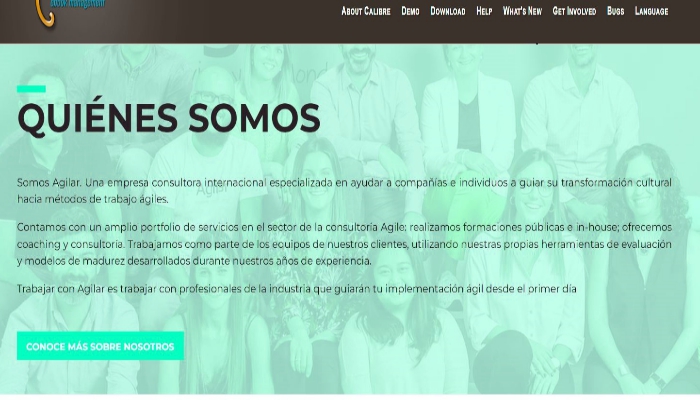 ebook management
About Calibre Demo Download Help What's New Get Involved Bugs Language
QUIÉNES SOMOS
Somos Agilar. Una empresa consultora internacional especializada en ayudar a compañías e individuos a guiar su transformación cultural
hacia métodos de trabajo ágiles.
Contamos con un amplio portfolio de servicios en el sector de la consultoría Agile: realizamos formaciones públicas e in-house; ofrecemos
coaching y consultoría. Trabajamos como parte de los equipos de nuestros clientes, utilizando nuestras propias herramientas de evaluación
y modelos de madurez desarrollados durante nuestros años de experiencia.
Trabajar con Agilar es trabajar con profesionales de la industria que guiarán tu implementación ágil desde el primer día
CONOCE MÁS SOBRE NOSOTROS